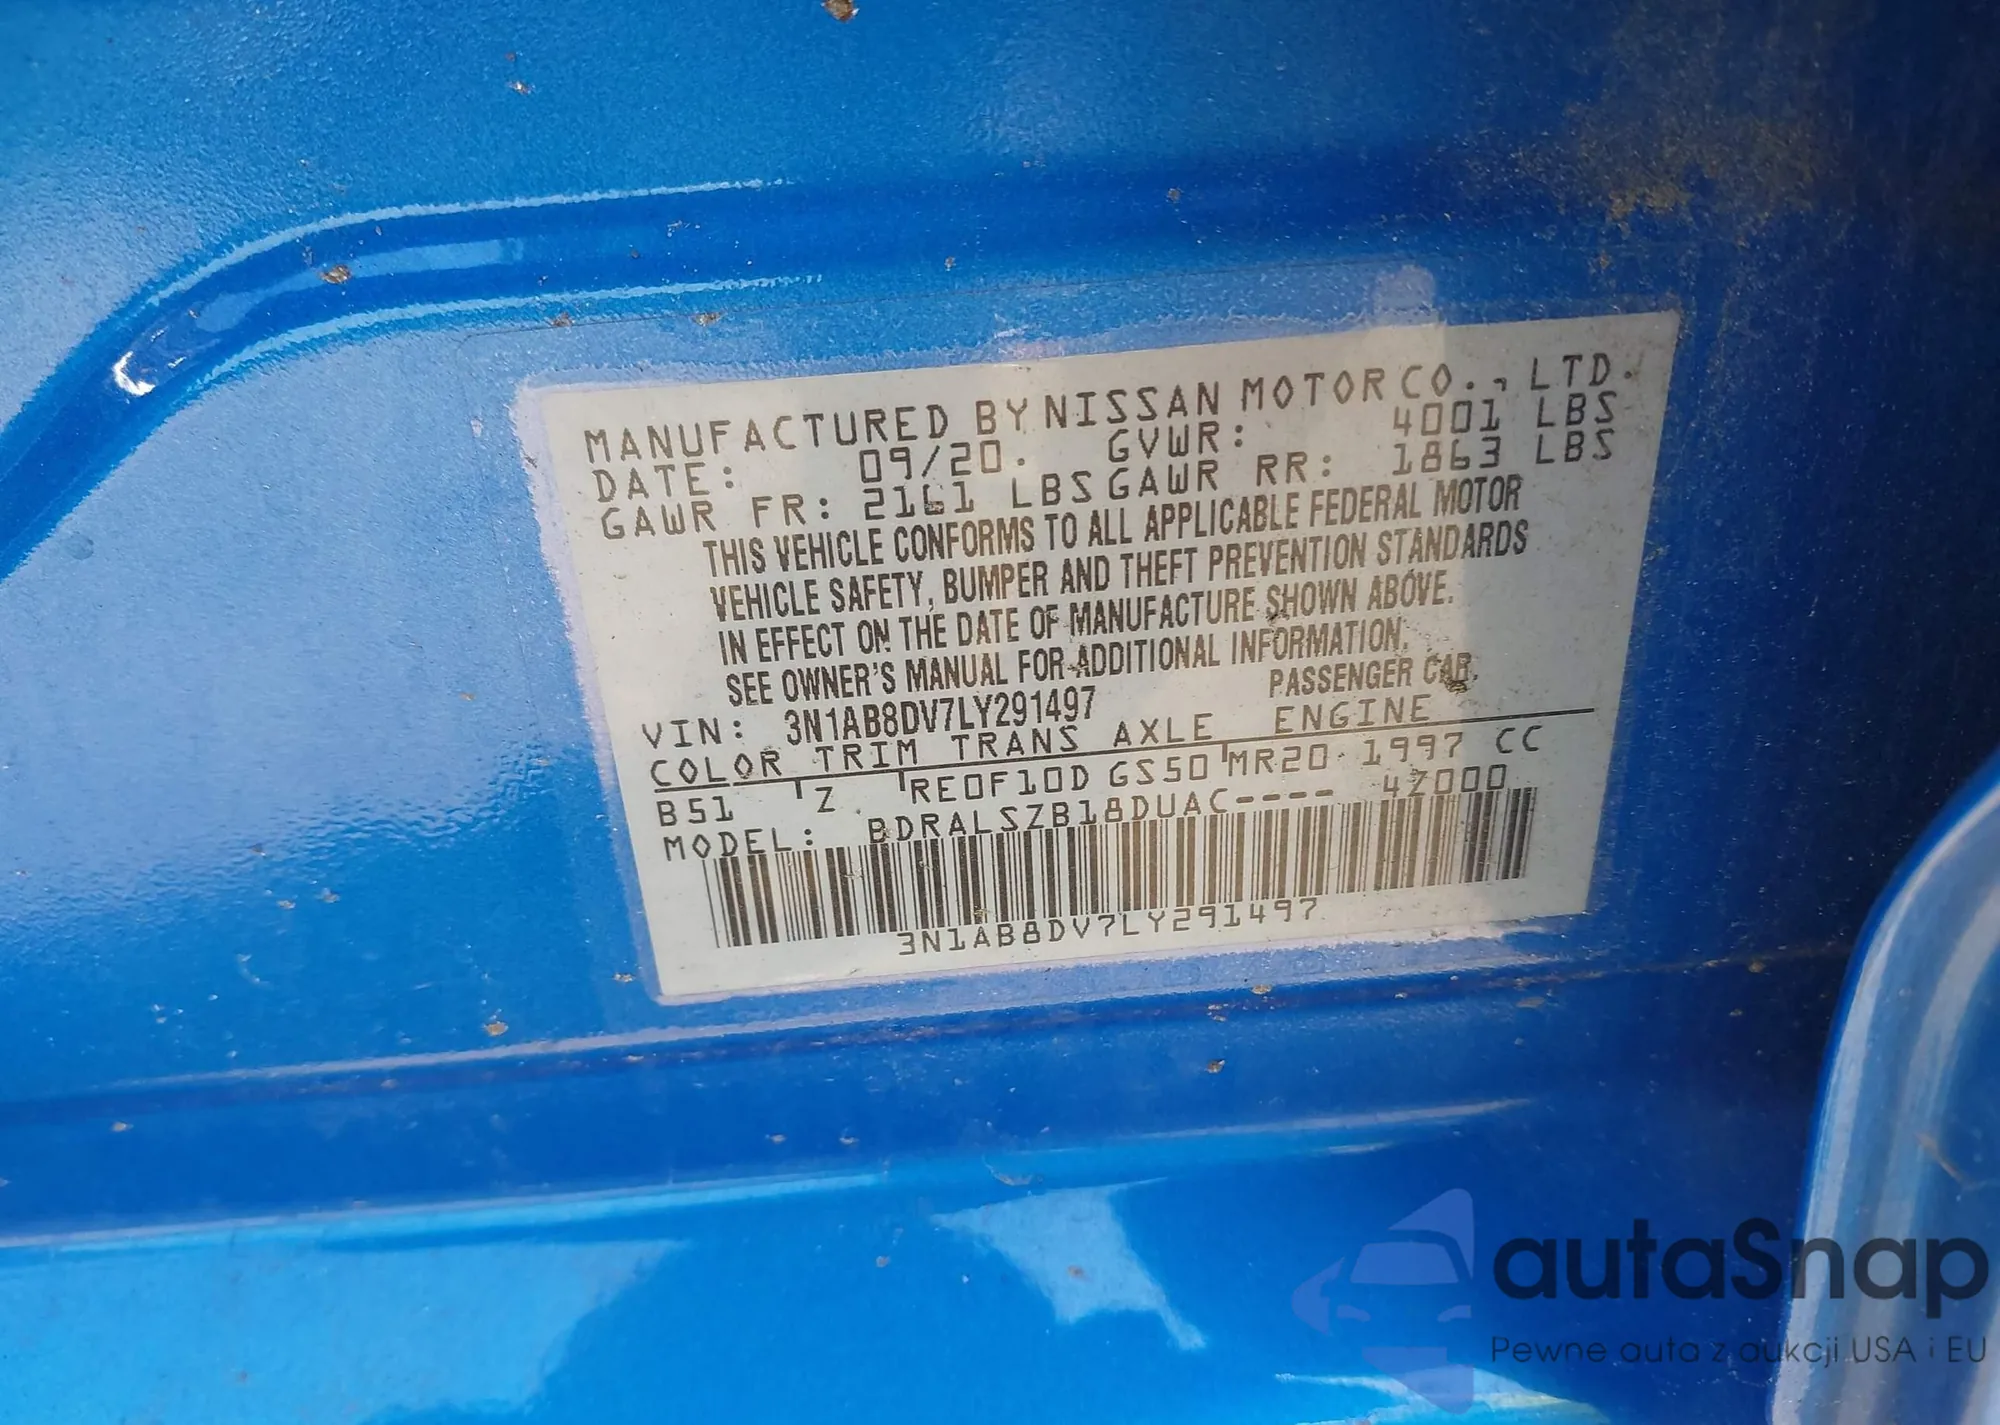 MANUFACTURED BY NISSAN MOTOR CO., LTD.
DATE: 09/20. GVWR: 4001 LBS
GAWR FR: 2161 LBS GAWR RR: 1863 LBS
THIS VEHICLE CONFORMS TO ALL APPLICABLE FEDERAL MOTOR
VEHICLE SAFETY, BUMPER AND THEFT PREVENTION STANDARDS
IN EFFECT ON THE DATE OF MANUFACTURE SHOWN ABOVE.
SEE OWNER'S MANUAL FOR ADDITIONAL INFORMATION.
VIN: 3N1AB8DV7LY291497 PASSENGER CAR.
COLOR TRIM TRANS AXLE ENGINE
B51 Z RE0F10D GS50 MR20 1997 CC
MODEL: BDRALSZB18DUAC---- 4Z000
3N1AB8DV7LY291497
autaSnap
Pewne auta z aukcji USA i EU